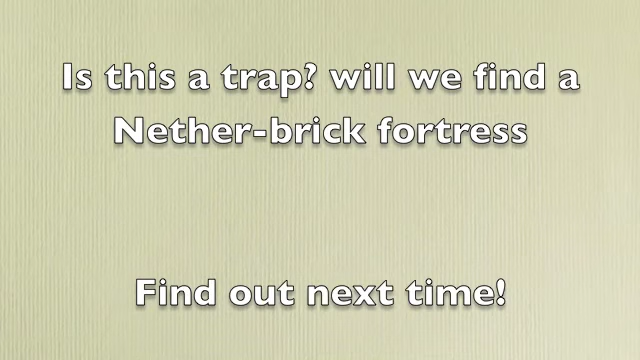 Is this a trap? will we find a
Nether-brick fortress
Find out next time!